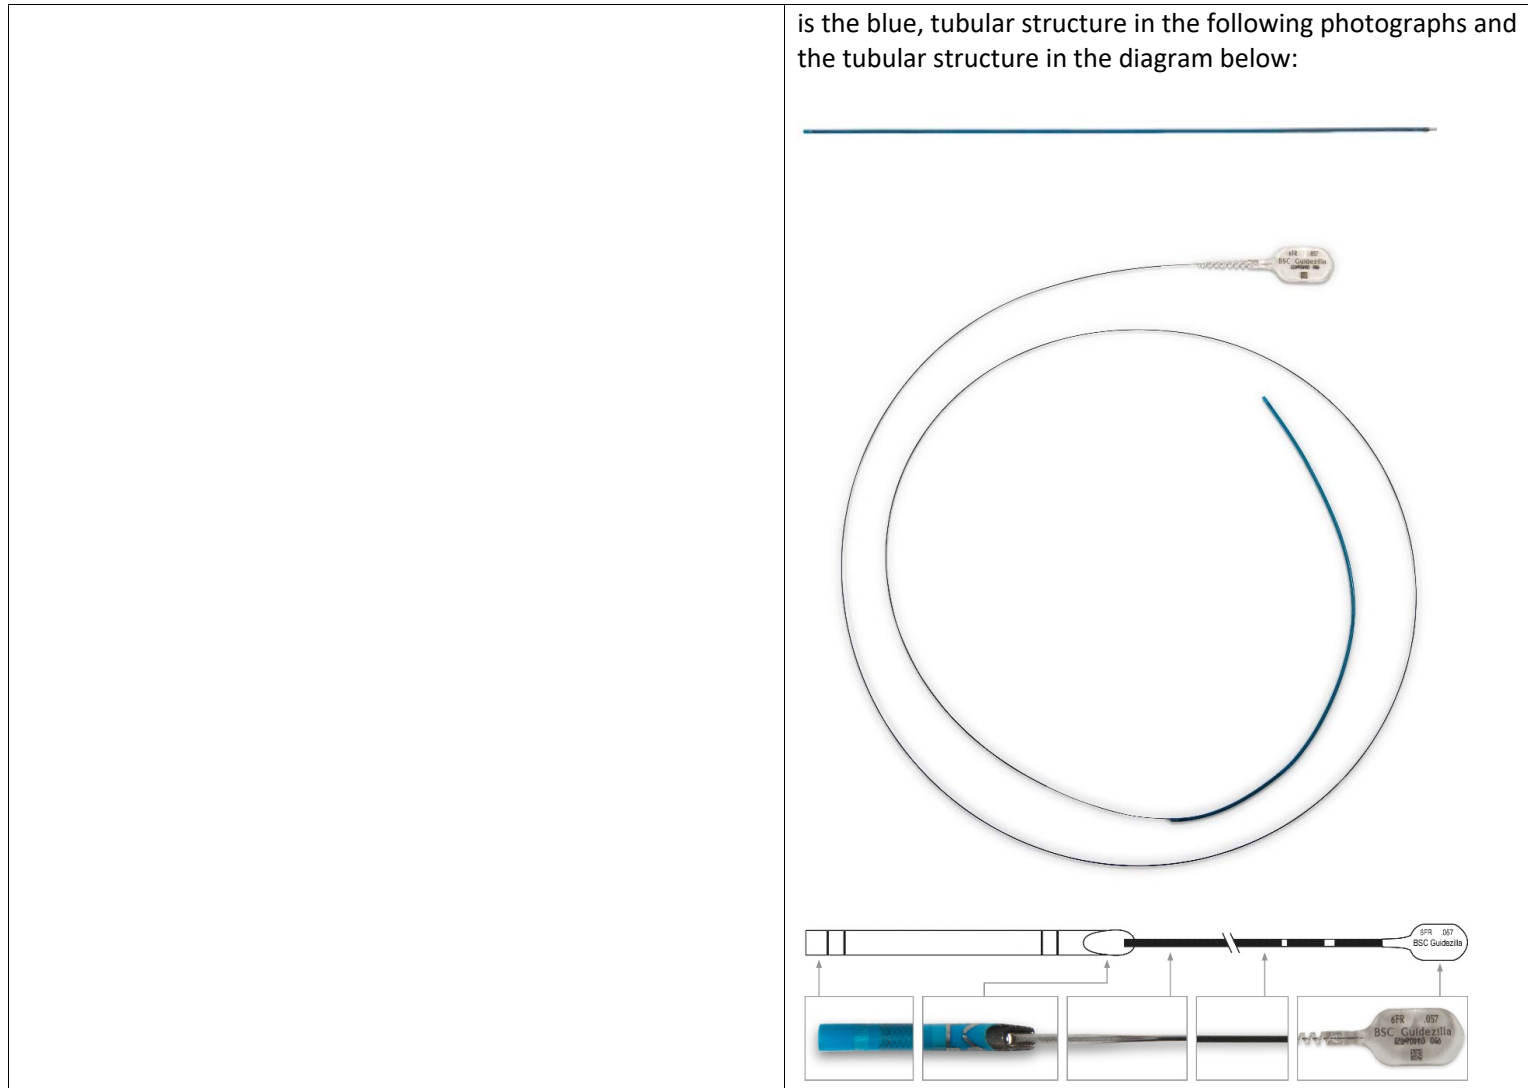 is the blue, tubular structure in the following photographs and
the tubular structure in the diagram below:
6FR .057
BSC Guidezilla
6FR .057
BSC Guidezilla
6FR .057
BSC Guidezilla